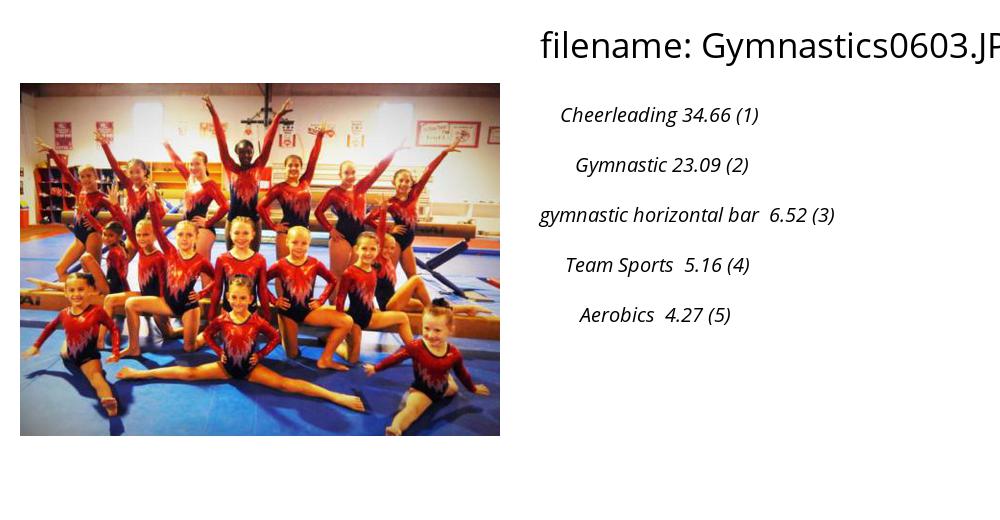 filename: Gymnastics0603.JP
Cheerleading 34.66 (1)
Gymnastic 23.09 (2)
gymnastic horizontal bar 6.52 (3)
Team Sports 5.16 (4)
Aerobics 4.27 (5)